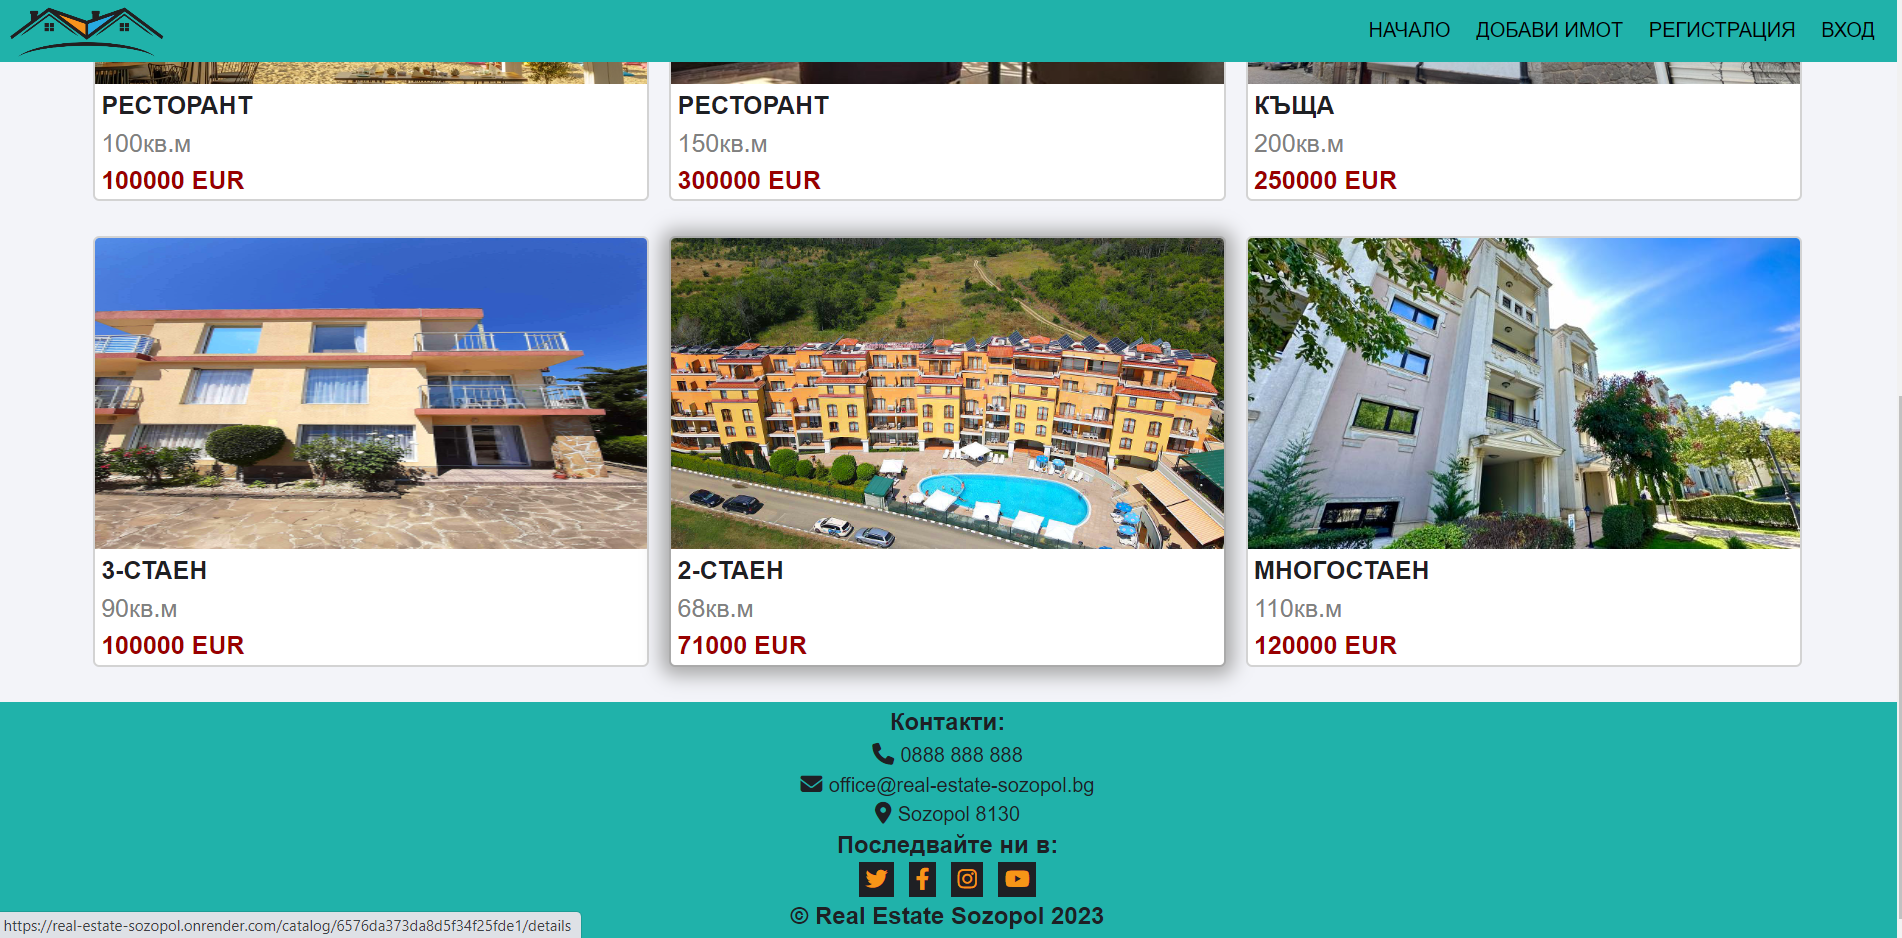 НАЧАЛО ДОБАВИ ИМОТ РЕГИСТРАЦИЯ ВХОД
РЕСТОРАНТ
100кв.м
100000 EUR
РЕСТОРАНТ
150кв.м
300000 EUR
КЪЩА
200кв.м
250000 EUR
3-СТАЕН
90кв.м
100000 EUR
2-СТАЕН
68кв.м
71000 EUR
МНОГОСТАЕН
110кв.м
120000 EUR
Контакти:
0888 888 888
office@real-estate-sozopol.bg
Sozopol 8130
Последвайте ни в:
© Real Estate Sozopol 2023
https://real-estate-sozopol.onrender.com/catalog/6576da373da8d5f34f25fde1/details